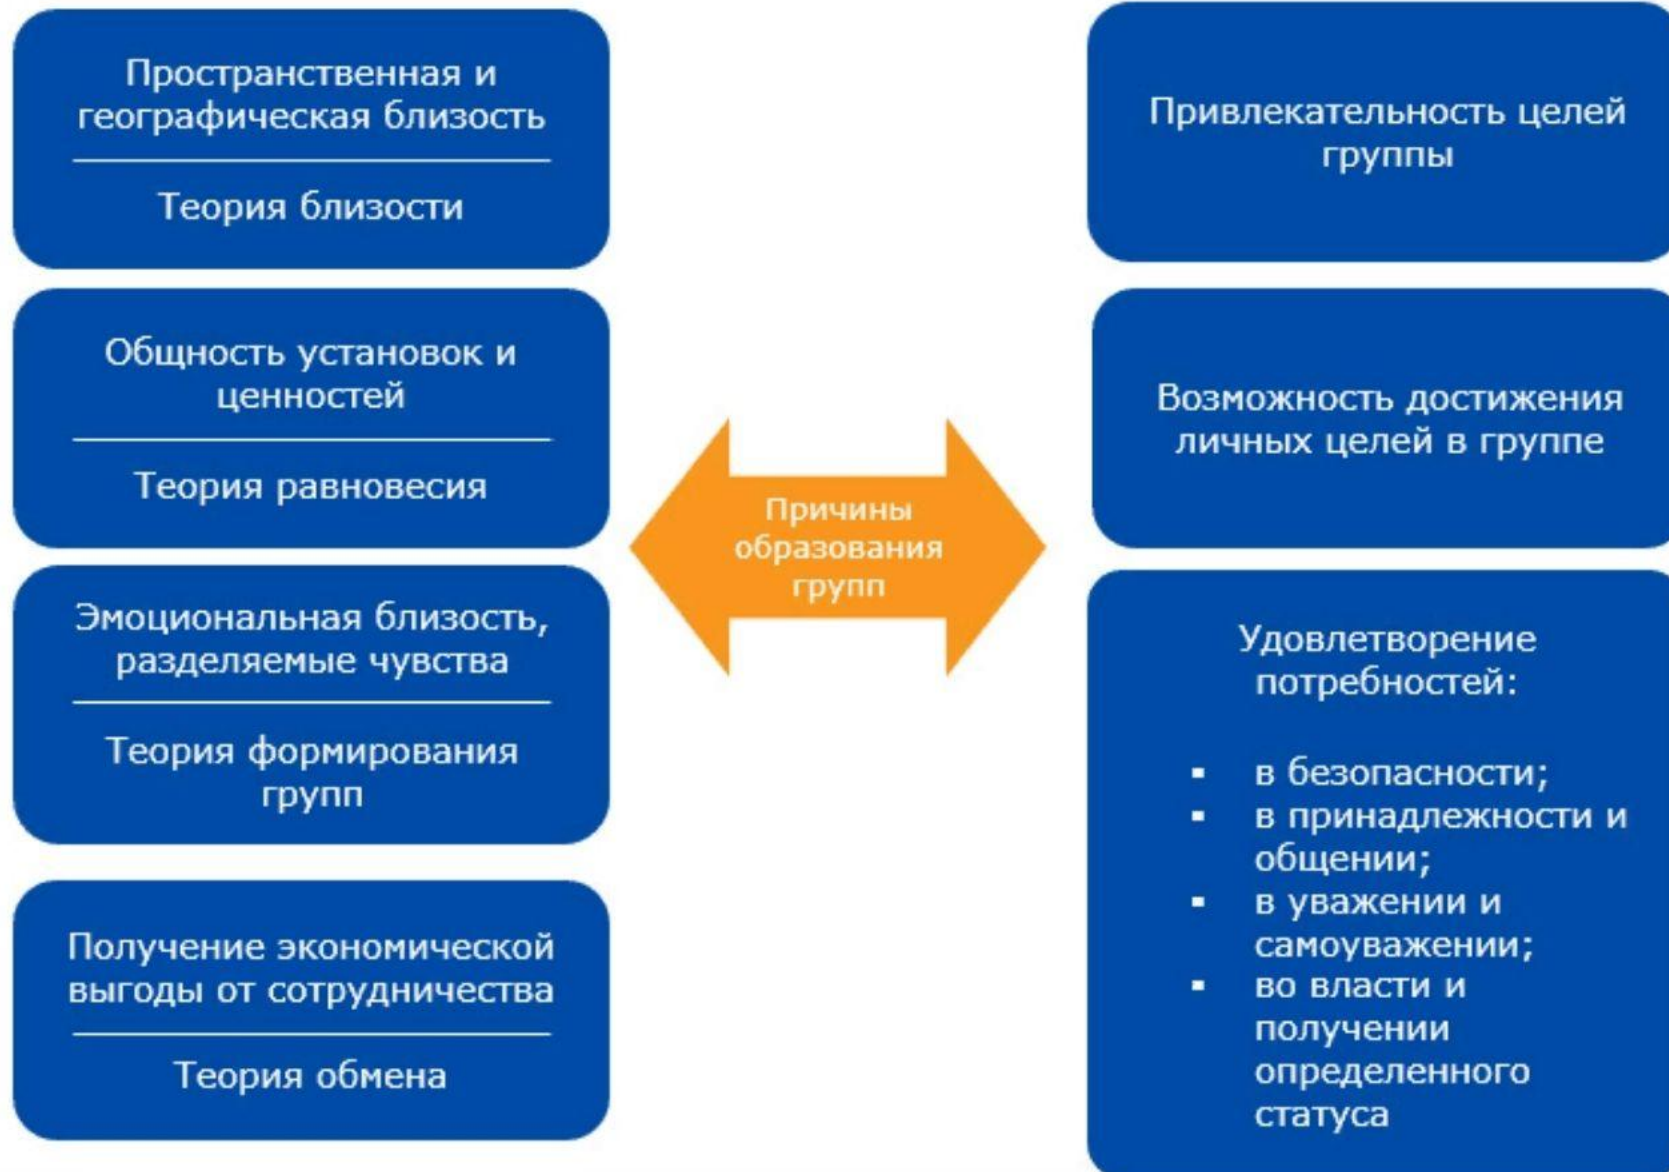 Пространственная и
географическая близость
Теория близости
Общность установок и
ценностей
Теория равновесия
Эмоциональная близость,
разделяемые чувства
Теория формирования
групп
Получение экономической
выгоды от сотрудничества
Теория обмена
Причины
образования
групп
Привлекательность целей
группы
Возможность достижения
личных целей в группе
Удовлетворение
потребностей:
▪ в безопасности;
▪ в принадлежности и
общении;
▪ в уважении и
самоуважении;
▪ во власти и
получении
определенного
статуса